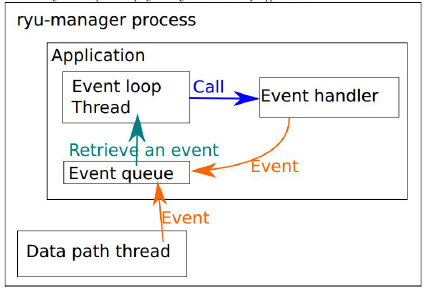 ryu-manager process
Application
Event loop
Thread
Call
Event handler
Retrieve an event
Event queue
Event
Event
Data path thread